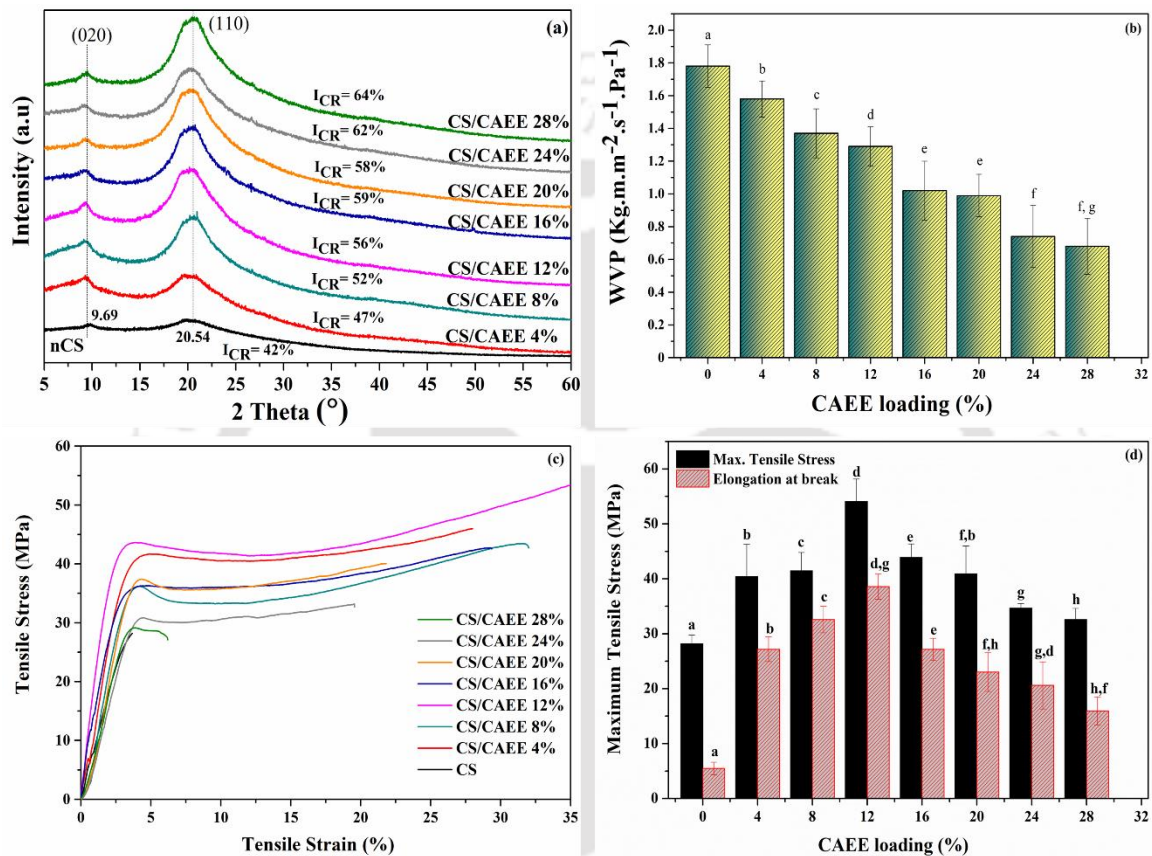 (a)
(020)
(110)
I_CR= 64%
CS/CAEE 28%
I_CR= 62%
CS/CAEE 24%
I_CR= 58%
CS/CAEE 20%
I_CR= 59%
CS/CAEE 16%
I_CR= 56%
CS/CAEE 12%
I_CR= 52%
CS/CAEE 8%
I_CR= 47%
CS/CAEE 4%
9.69
20.54
nCS
I_CR= 42%
5 10 15 20 25 30 35 40 45 50 55 60
2 Theta (°)
Intensity (a.u)
(b)
a
b
c
d
e
e
f
f, g
2.0
1.8
1.6
1.4
1.2
1.0
0.8
0.6
0.4
0.2
0
WVP (Kg.m.m⁻².s⁻¹.Pa⁻¹)
0 4 8 12 16 20 24 28 32
CAEE loading (%)
(c)
60
50
40
30
20
10
0
Tensile Stress (MPa)
CS/CAEE 28%
CS/CAEE 24%
CS/CAEE 20%
CS/CAEE 16%
CS/CAEE 12%
CS/CAEE 8%
CS/CAEE 4%
CS
0 5 10 15 20 25 30 35
Tensile Strain (%)
(d)
Max. Tensile Stress
Elongation at break
60
50
40
30
20
10
0
Maximum Tensile Stress (MPa)
a
a
b
b
c
c
d
d,g
e
e
f,b
f,h
g
g,d
h
h,f
0 4 8 12 16 20 24 28 32
CAEE loading (%)